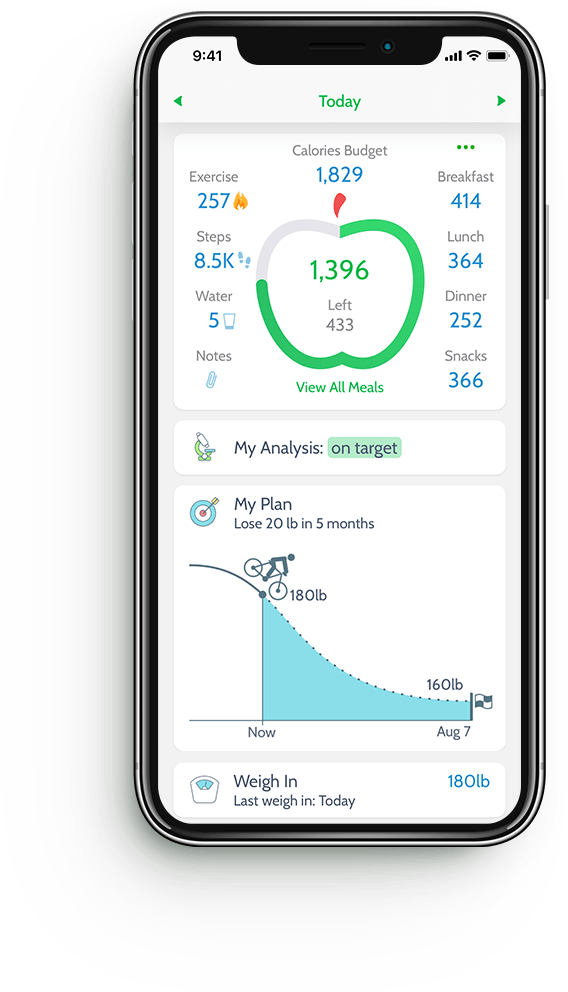 9:41
Today
Calories Budget
1,829
Exercise
257
Breakfast
414
Steps
8.5K
Lunch
364
1,396
Left
433
Water
5
Dinner
252
Notes
Snacks
366
View All Meals
My Analysis: on target
My Plan
Lose 20 lb in 5 months
180lb
160lb
Now
Aug 7
Weigh In
180lb
Last weigh in: Today